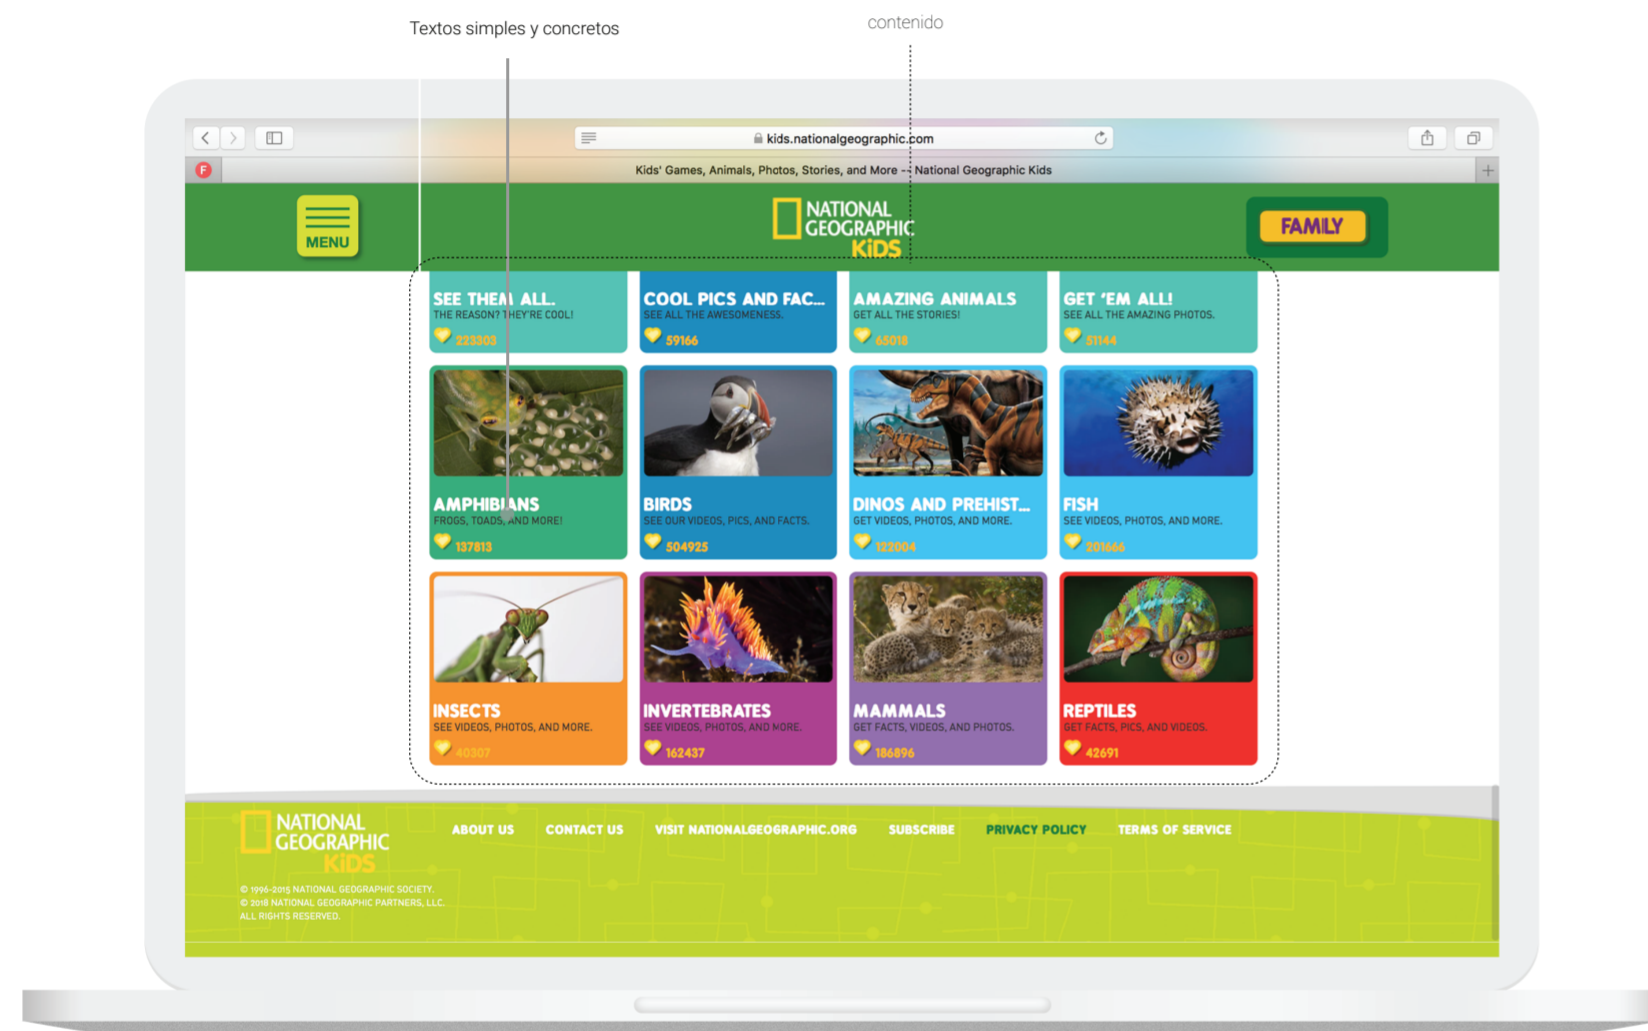 Textos simples y concretos
contenido
kids.nationalgeographic.com
F
Kids' Games, Animals, Photos, Stories, and More -- National Geographic Kids
MENU
NATIONAL
GEOGRAPHIC
KiDS
FAMILY
SEE THEM ALL.
THE REASON? THEY'RE COOL!
223303
COOL PICS AND FAC...
SEE ALL THE AWESOMENESS.
59166
AMAZING ANIMALS
GET ALL THE STORIES!
65018
GET 'EM ALL!
SEE ALL THE AMAZING PHOTOS.
51144
AMPHIBIANS
FROGS, TOADS, AND MORE!
137813
BIRDS
SEE OUR VIDEOS, PICS, AND FACTS.
504925
DINOS AND PREHIST...
GET VIDEOS, PHOTOS, AND MORE.
122004
FISH
SEE VIDEOS, PHOTOS, AND MORE.
201666
INSECTS
SEE VIDEOS, PHOTOS, AND MORE.
40307
INVERTEBRATES
SEE VIDEOS, PHOTOS, AND MORE.
162437
MAMMALS
GET FACTS, VIDEOS, AND PHOTOS.
186896
REPTILES
GET FACTS, PICS, AND VIDEOS.
42691
NATIONAL
GEOGRAPHIC
KiDS
ABOUT US CONTACT US VISIT NATIONALGEOGRAPHIC.ORG SUBSCRIBE PRIVACY POLICY TERMS OF SERVICE
© 1996-2015 NATIONAL GEOGRAPHIC SOCIETY.
© 2018 NATIONAL GEOGRAPHIC PARTNERS, LLC.
ALL RIGHTS RESERVED.